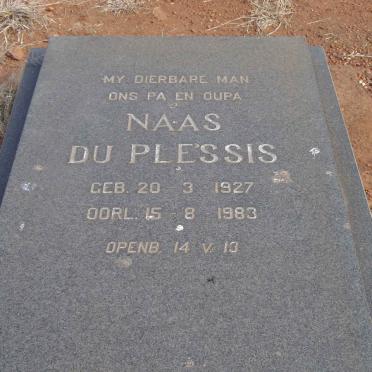 MY DIERBARE MAN
ONS PA EN OUPA
NAAS
DU PLESSIS
GEB. 20 3 1927
OORL. 15 8 1983
OPENB. 14 V. 13